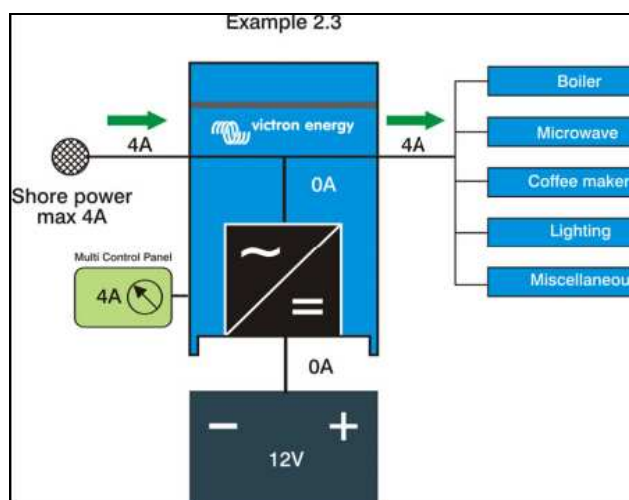 Example 2.3
victron energy
4A
4A
0A
Shore power
max 4A
Multi Control Panel
4A
0A
12V
Boiler
Microwave
Coffee maker
Lighting
Miscellaneou